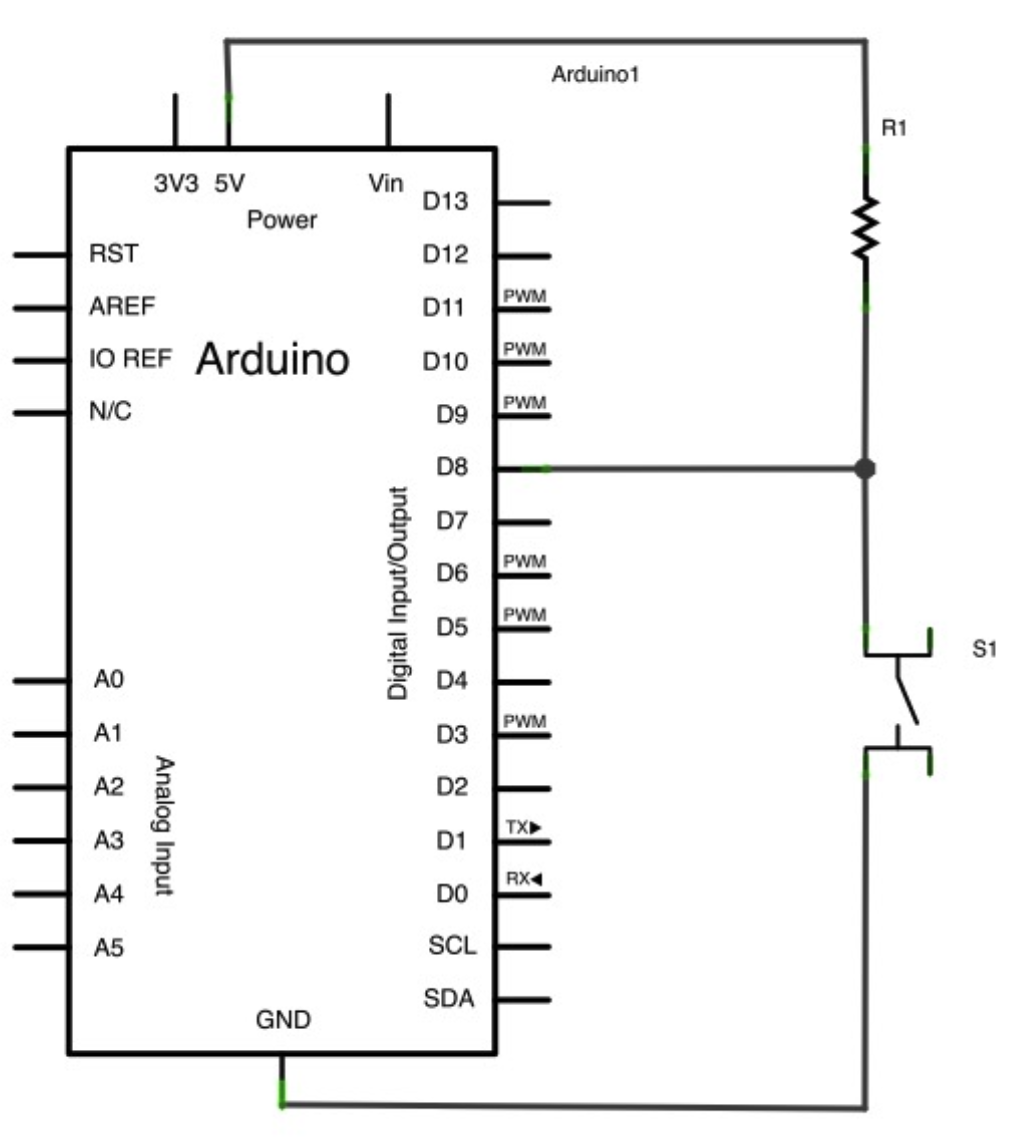 Arduino1
R1
3V3 5V Vin
Power
D13
RST
D12
AREF
D11 PWM
IO REF
Arduino
D10 PWM
N/C
D9 PWM
D8
Digital Input/Output
D7
D6 PWM
D5 PWM
S1
A0
D4
A1
D3 PWM
Analog Input
A2
D2
A3
D1 TX▶
A4
D0 RX◀
A5
SCL
SDA
GND